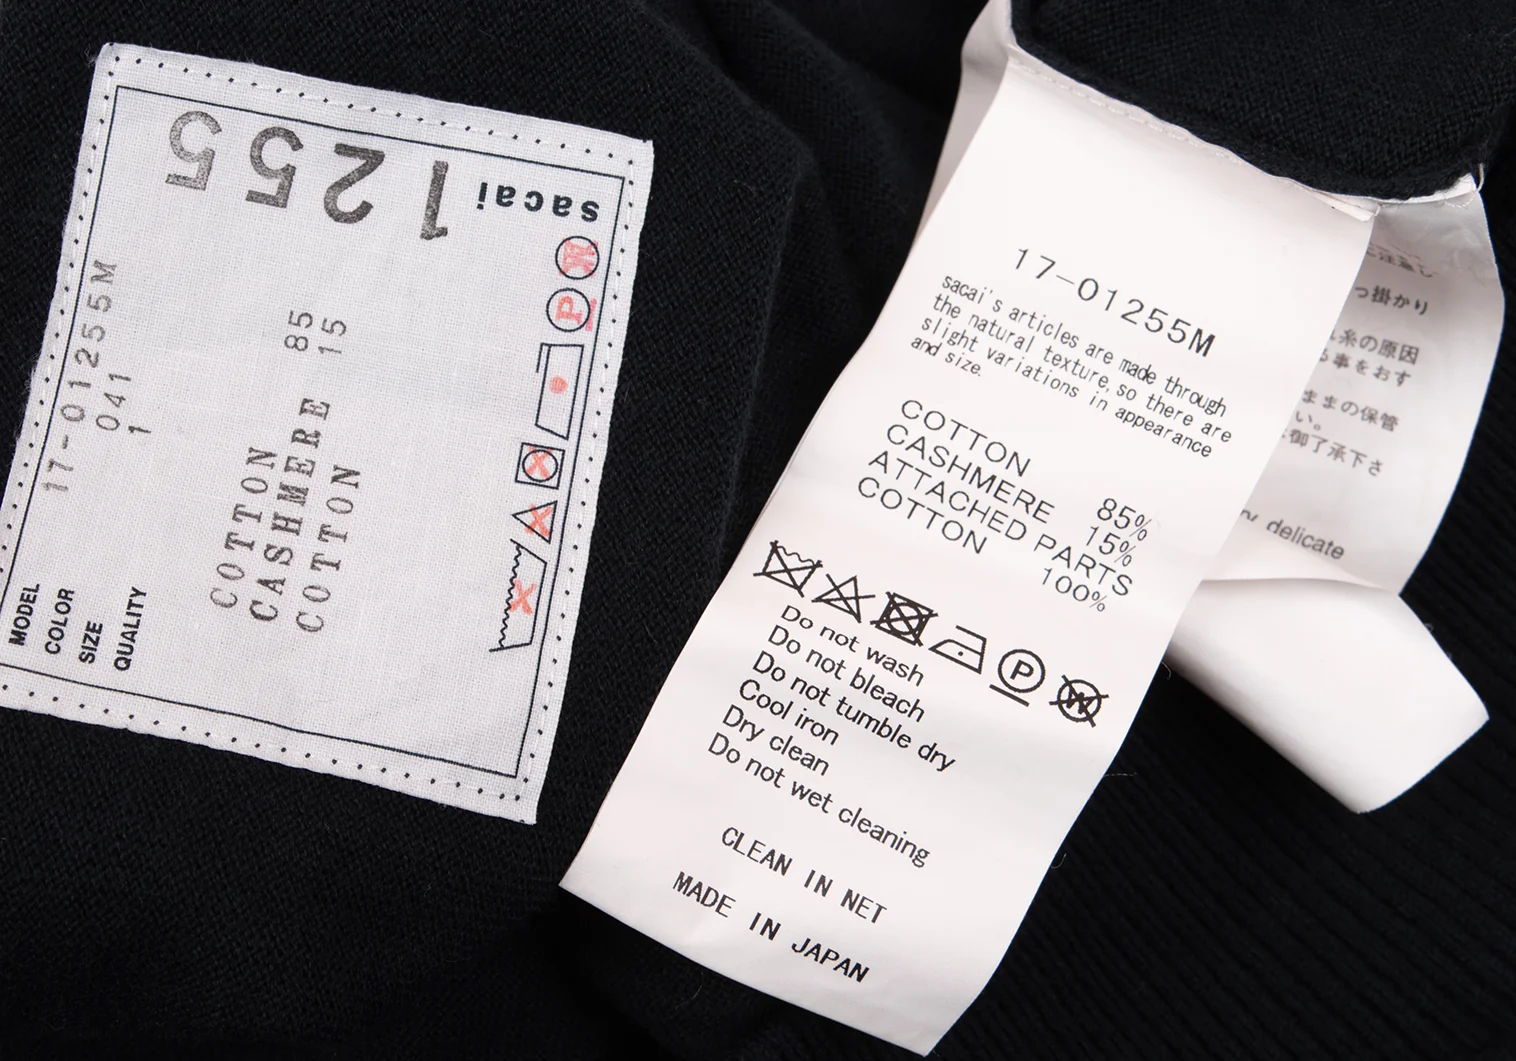 1255
sacai
MODEL 17-01255M
COLOR 041
SIZE 1
QUALITY
COTTON 85
CASHMERE 15
COTTON
W
P
17-01255M
sacai's articles are made through
the natural texture, so there are
slight variations in appearance
and size.
COTTON 85%
CASHMERE 15%
ATTACHED PARTS
COTTON 100%
P
W
Do not wash
Do not bleach
Do not tumble dry
Cool iron
Dry clean
Do not wet cleaning
CLEAN IN NET
MADE IN JAPAN
っ掛かり
糸の原因
事をおす
ままの保管
い。
御了承下さ
delicate